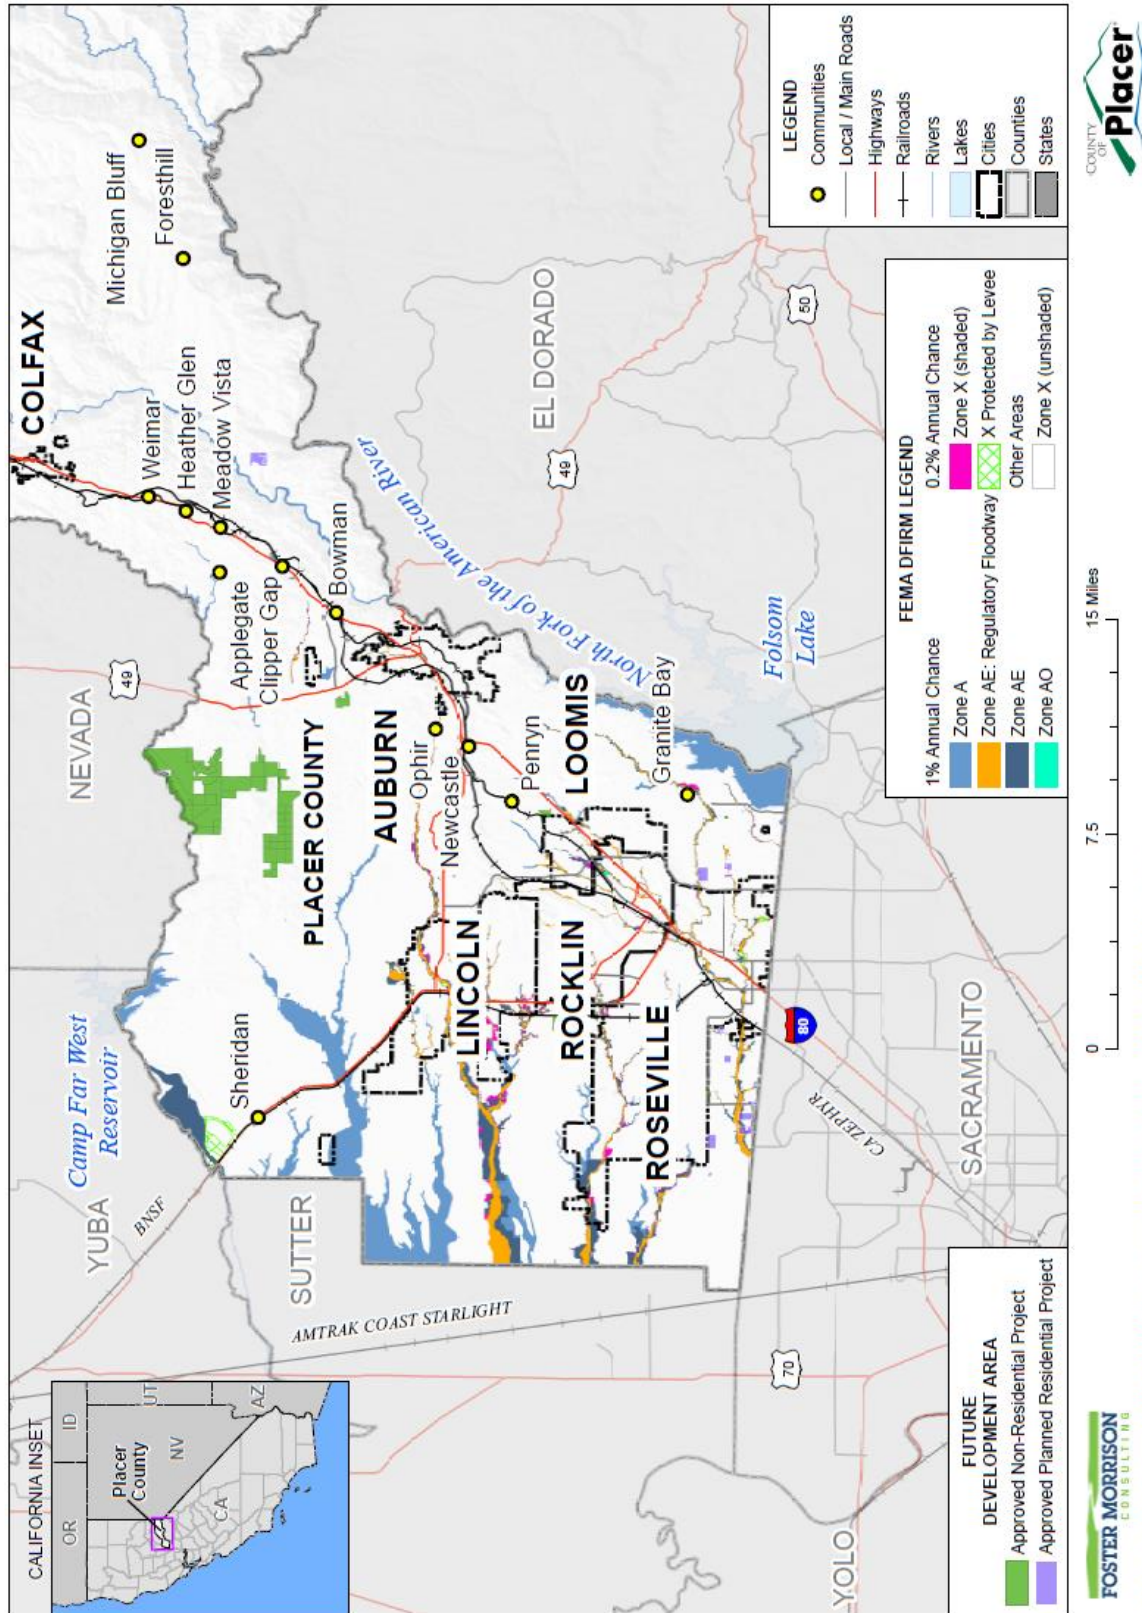 CALIFORNIA INSET
OR
ID
UT
NV
AZ
CA
Placer
County
YUBA
BNSF
SUTTER
AMTRAK COAST STARLIGHT
YOLO
70
NEVADA
49
Camp Far West
Reservoir
Sheridan
PLACER COUNTY
COLFAX
Weimar
Heather Glen
Meadow Vista
Applegate
Clipper Gap
Bowman
Michigan Bluff
Foresthill
AUBURN
Ophir
Newcastle
Penryn
LOOMIS
Granite Bay
LINCOLN
ROCKLIN
ROSEVILLE
North Fork of the American River
EL DORADO
49
50
Folsom
Lake
80
CA ZEPHYR
SACRAMENTO
FUTURE
DEVELOPMENT AREA
Approved Non-Residential Project
Approved Planned Residential Project
FEMA DFIRM LEGEND
1% Annual Chance
Zone A
Zone AE: Regulatory Floodway
Zone AE
Zone AO
0.2% Annual Chance
Zone X (shaded)
X Protected by Levee
Other Areas
Zone X (unshaded)
LEGEND
Communities
Local / Main Roads
Highways
Railroads
Rivers
Lakes
Cities
Counties
States
FOSTER MORRISON
CONSULTING
0
7.5
15 Miles
COUNTY
OF
Placer